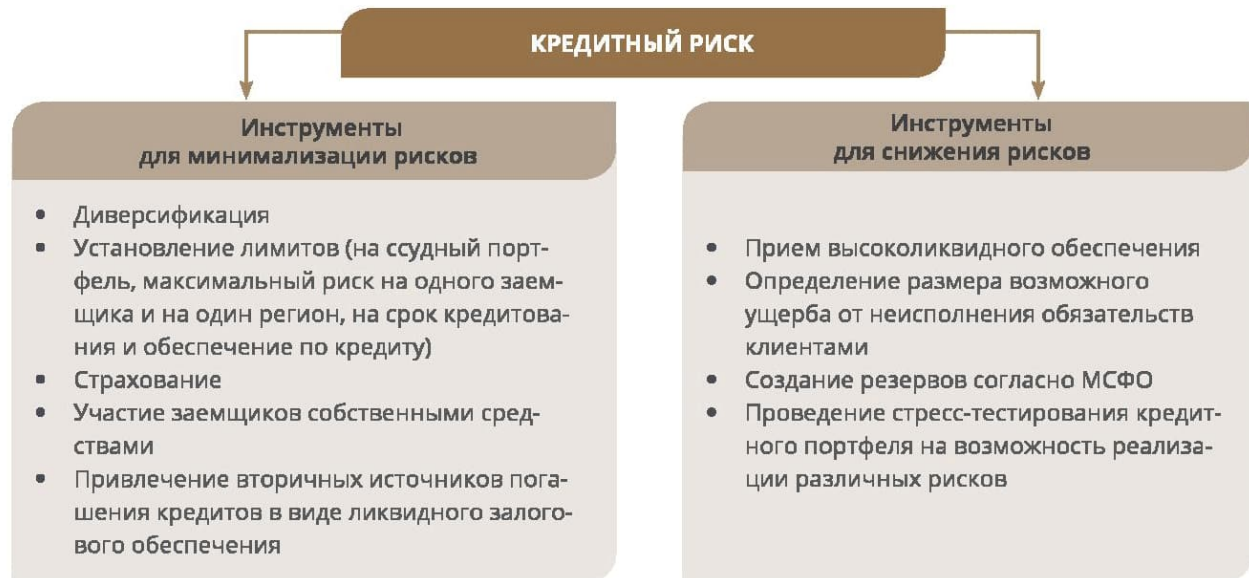 КРЕДИТНЫЙ РИСК
Инструменты
для минимализации рисков
• Диверсификация
• Установление лимитов (на ссудный порт-
фель, максимальный риск на одного заем-
щика и на один регион, на срок кредитова-
ния и обеспечение по кредиту)
• Страхование
• Участие заемщиков собственными сред-
ствами
• Привлечение вторичных источников пога-
шения кредитов в виде ликвидного залого-
вого обеспечения
Инструменты
для снижения рисков
• Прием высоколиквидного обеспечения
• Определение размера возможного
ущерба от неисполнения обязательств
клиентами
• Создание резервов согласно МСФО
• Проведение стресс-тестирования кредит-
ного портфеля на возможность реализа-
ции различных рисков